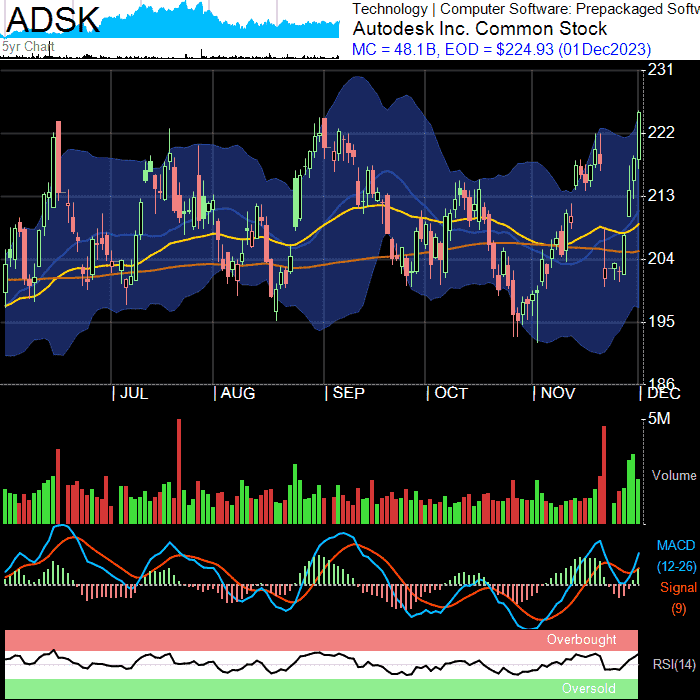 ADSK
5yr Chart
Technology | Computer Software: Prepackaged Softw
Autodesk Inc. Common Stock
MC = 48.1B, EOD = $224.93 (01Dec2023)
231
222
213
204
195
186
JUL AUG SEP OCT NOV DEC
5M
Volume
MACD
(12-26)
Signal
(9)
Overbought
RSI(14)
Oversold